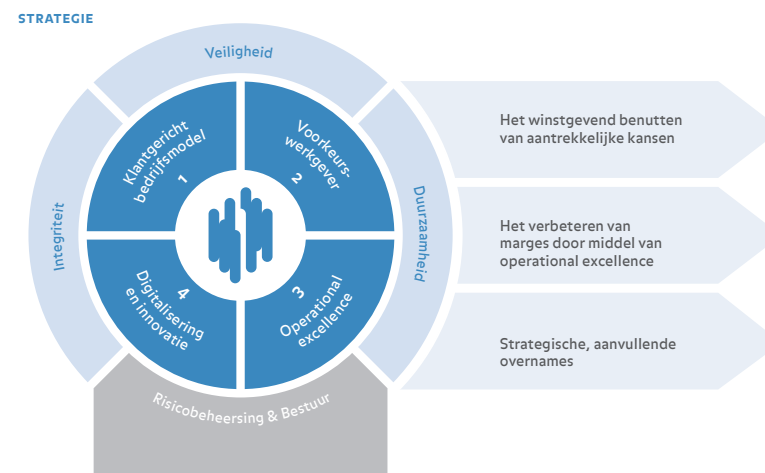 STRATEGIE
Veiligheid
Klantgericht
bedrijfsmodel
1
Voorkeurs-
werkgever
2
Integriteit
Duurzaamheid
4
Digitalisering
en innovatie
3
Operational
excellence
Risicobeheersing & Bestuur
Het winstgevend benutten
van aantrekkelijke kansen
Het verbeteren van
marges door middel van
operational excellence
Strategische, aanvullende
overnames